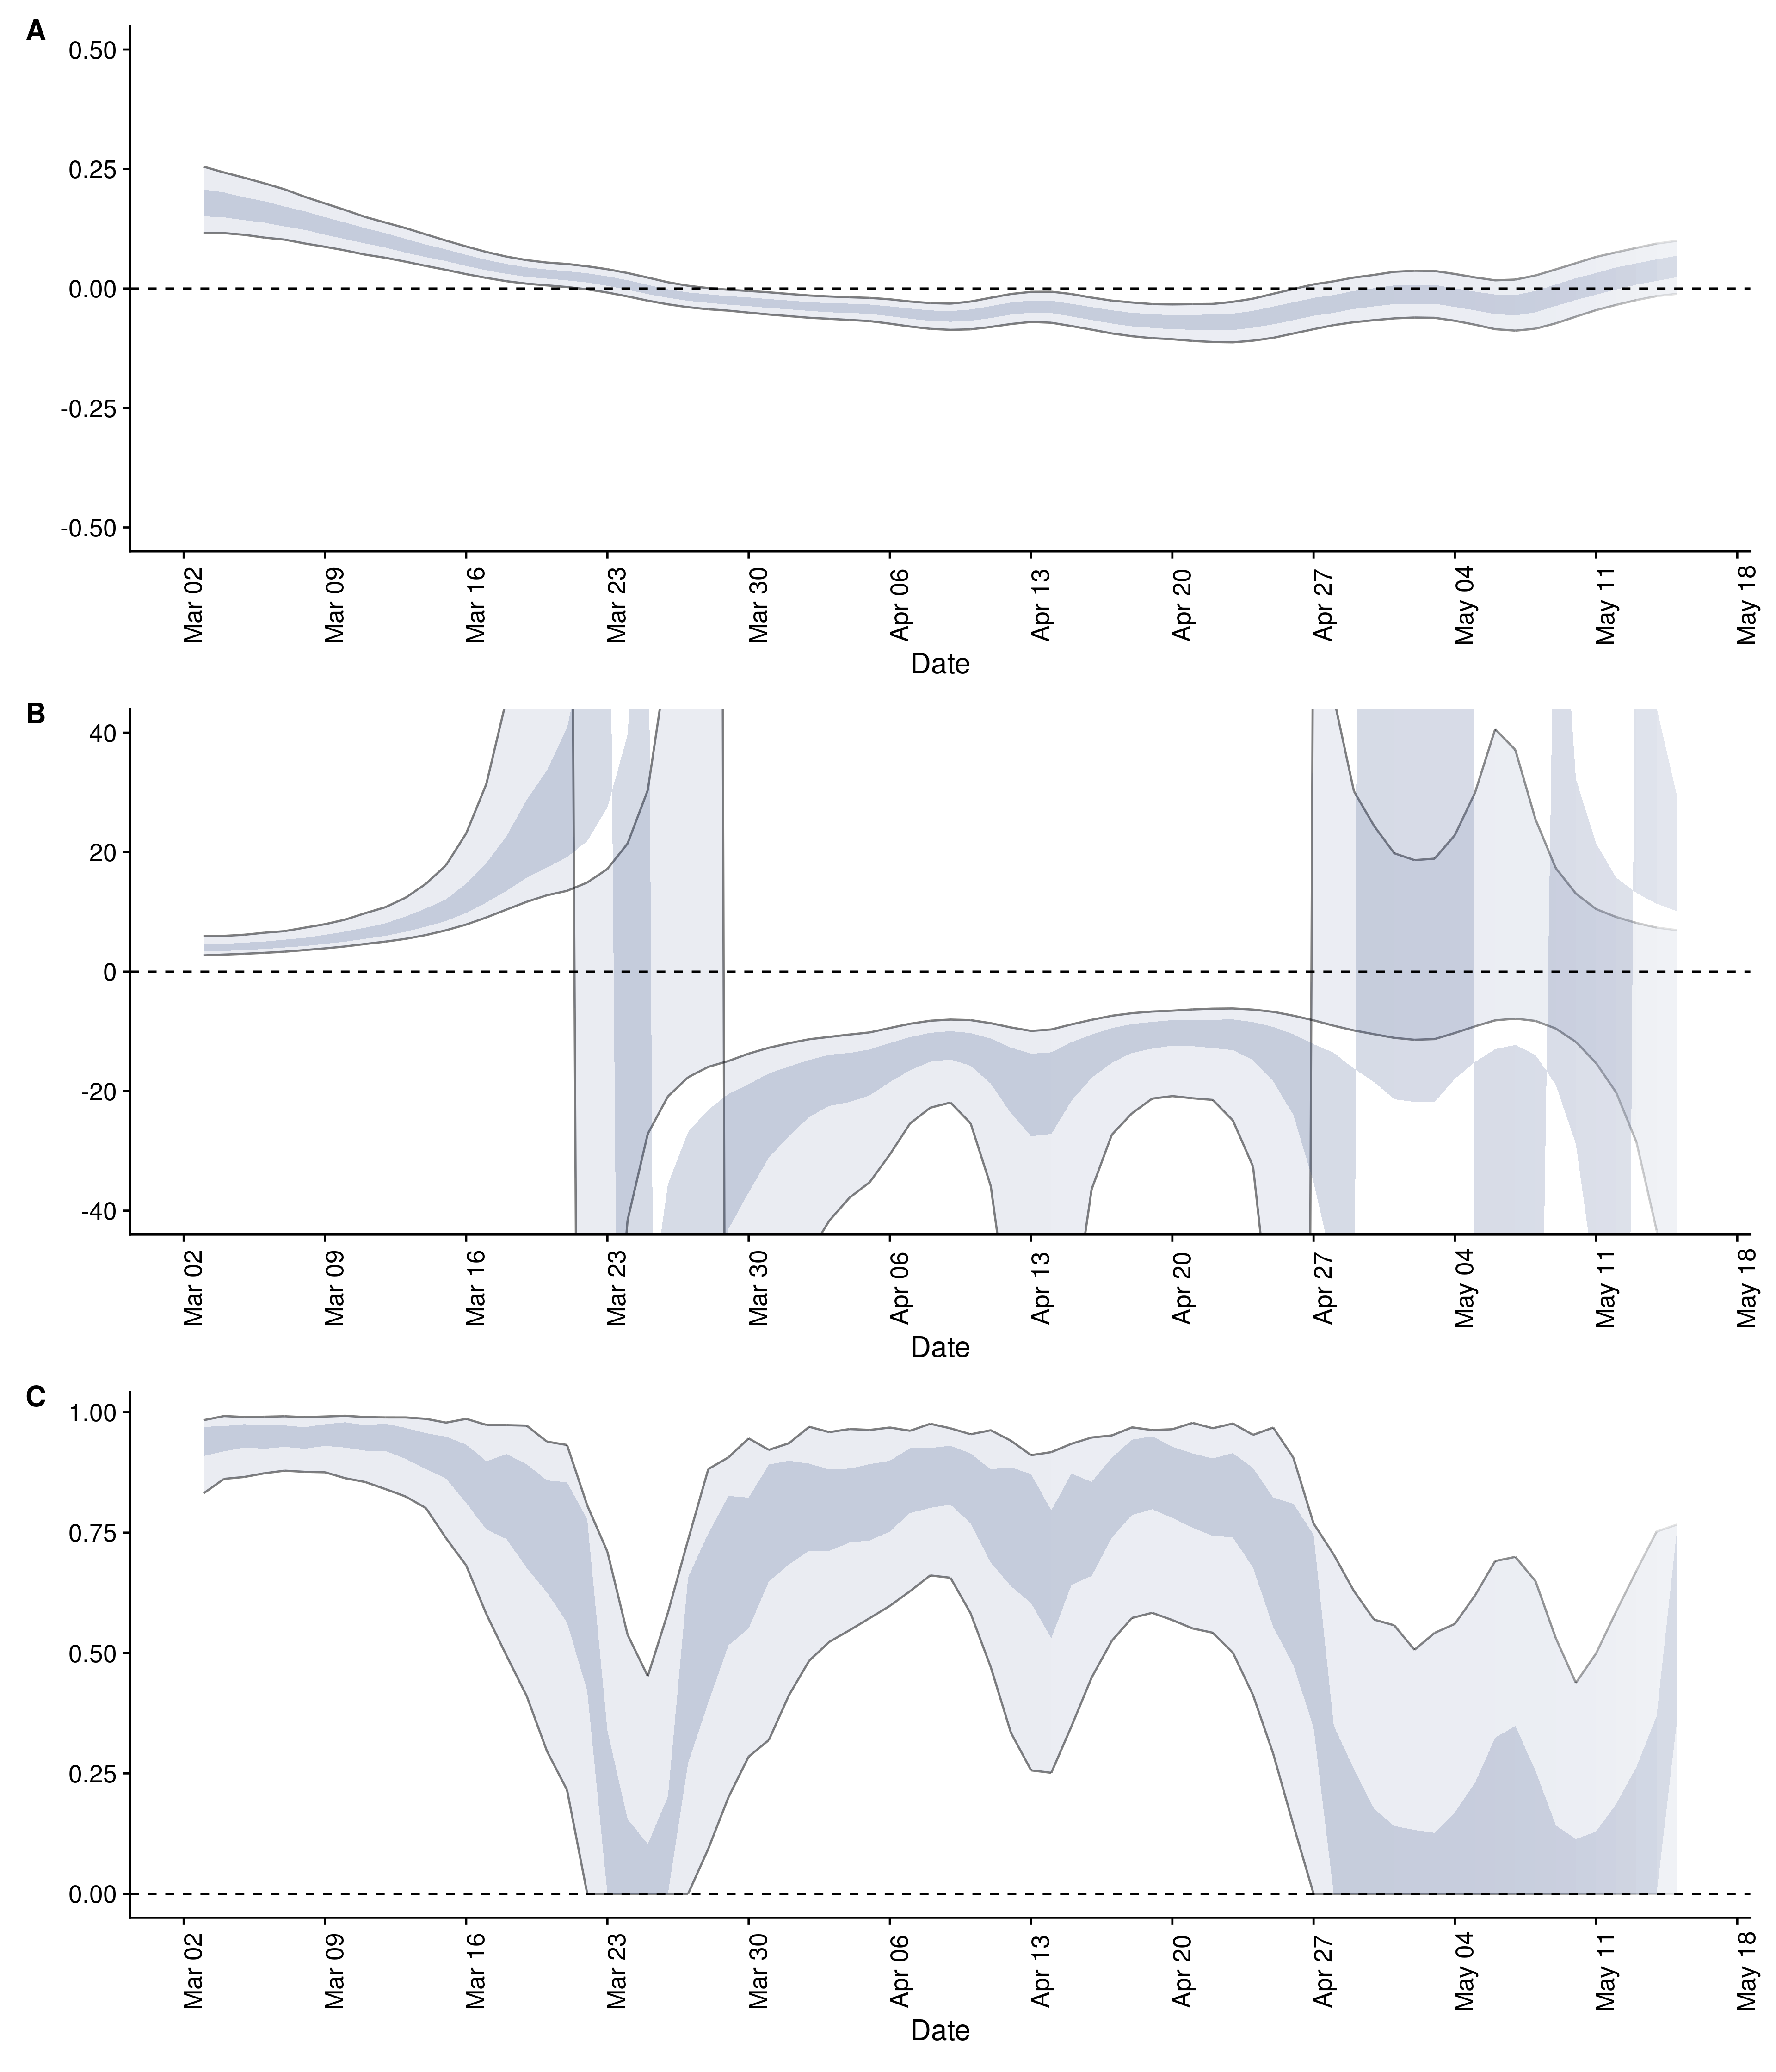 A
0.50
0.25
0.00
-0.25
-0.50
Mar 02
Mar 09
Mar 16
Mar 23
Mar 30
Apr 06
Apr 13
Apr 20
Apr 27
May 04
May 11
May 18
Date
B
40
20
0
-20
-40
Mar 02
Mar 09
Mar 16
Mar 23
Mar 30
Apr 06
Apr 13
Apr 20
Apr 27
May 04
May 11
May 18
Date
C
1.00
0.75
0.50
0.25
0.00
Mar 02
Mar 09
Mar 16
Mar 23
Mar 30
Apr 06
Apr 13
Apr 20
Apr 27
May 04
May 11
May 18
Date